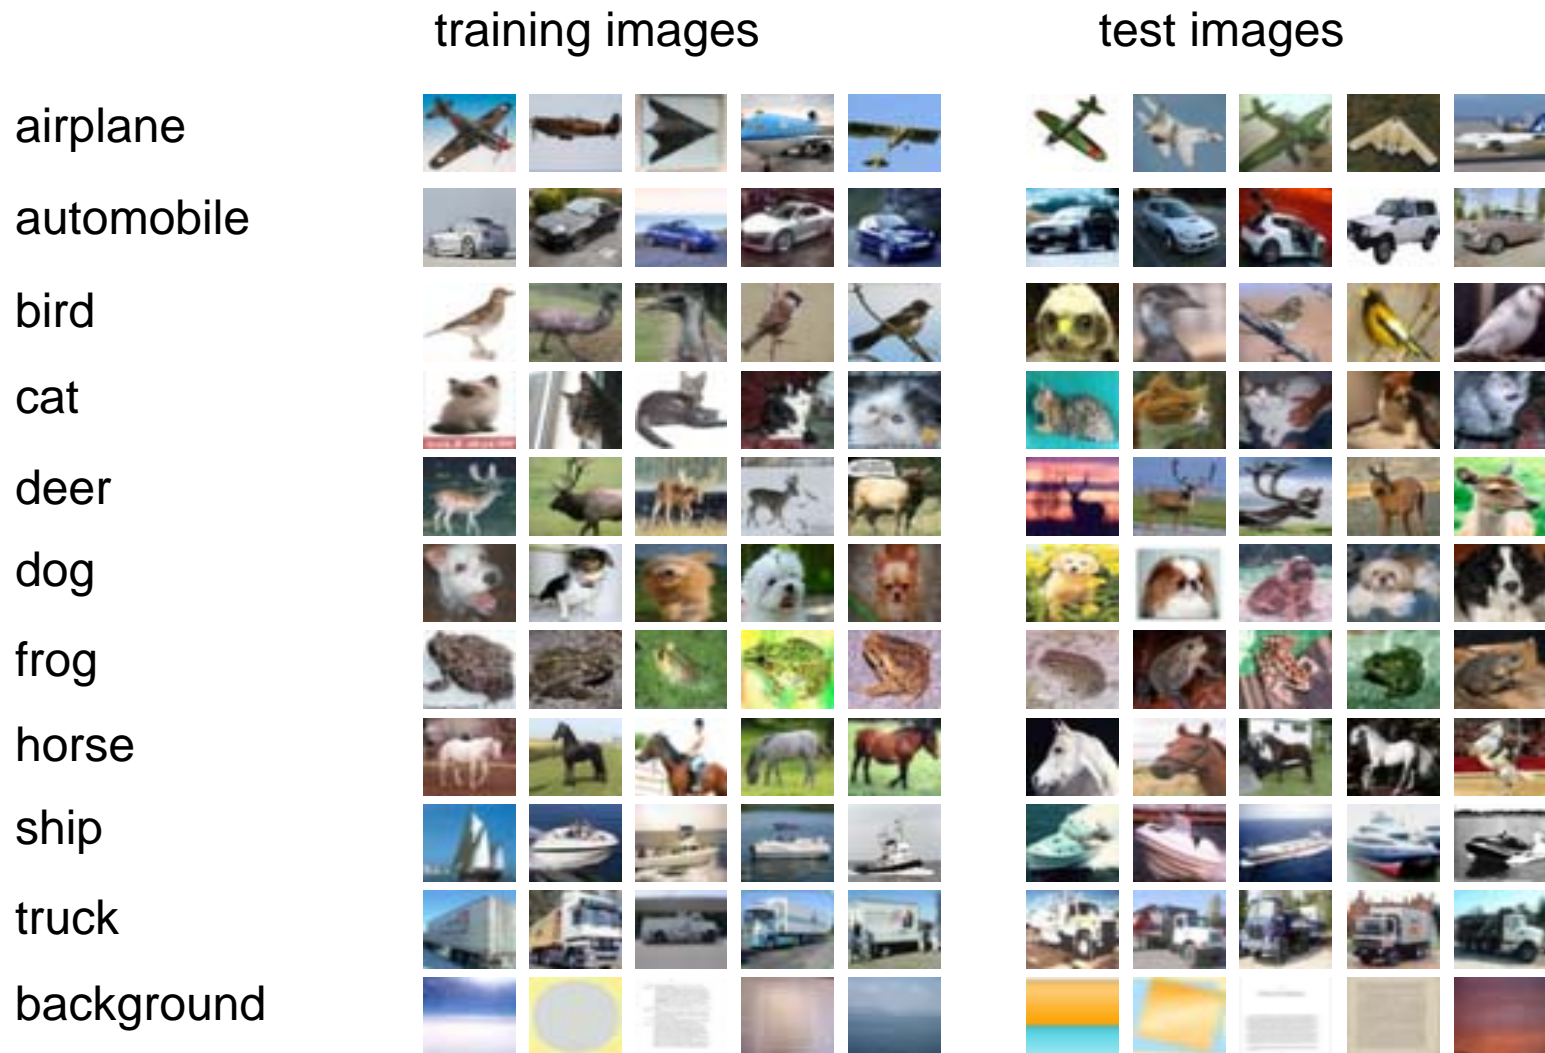 training images
test images
airplane
automobile
bird
cat
deer
dog
frog
horse
ship
truck
background